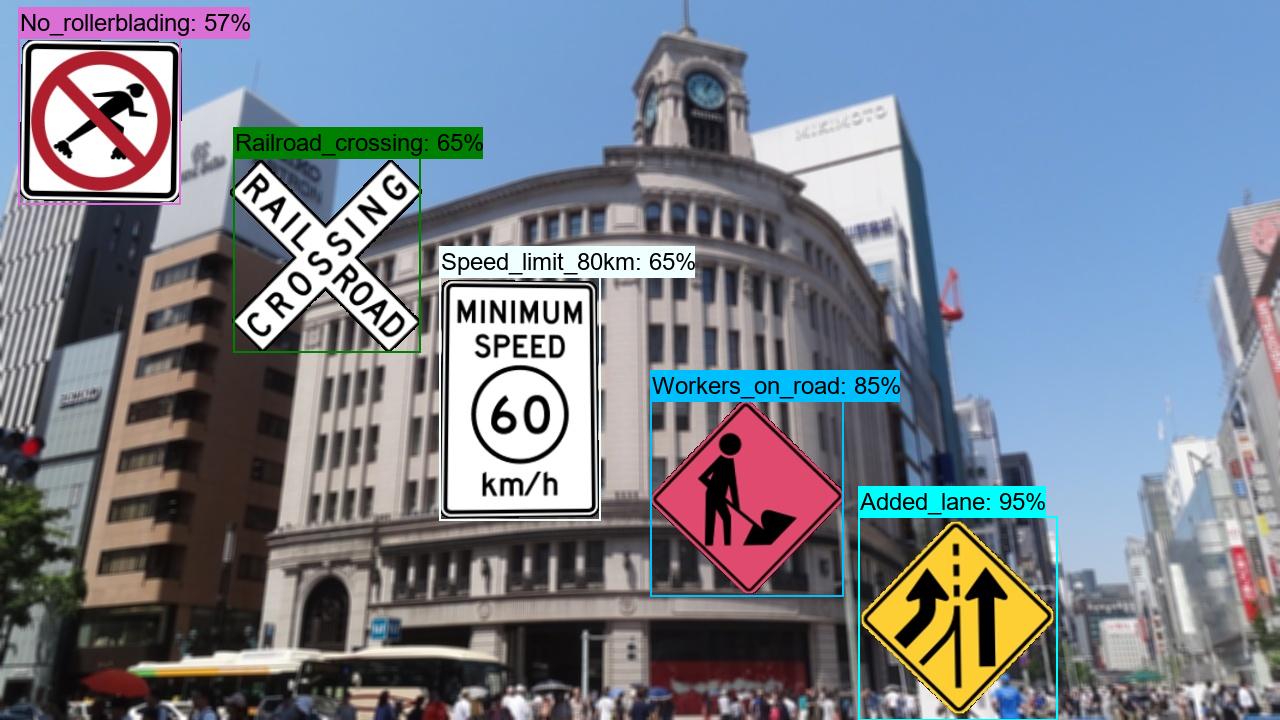 No_rollerblading: 57%
Railroad_crossing: 65%
RAIL ROAD
CROSSING
MIKIMOTO
Speed_limit_80km: 65%
MINIMUM
SPEED
60
km/h
Workers_on_road: 85%
Added_lane: 95%